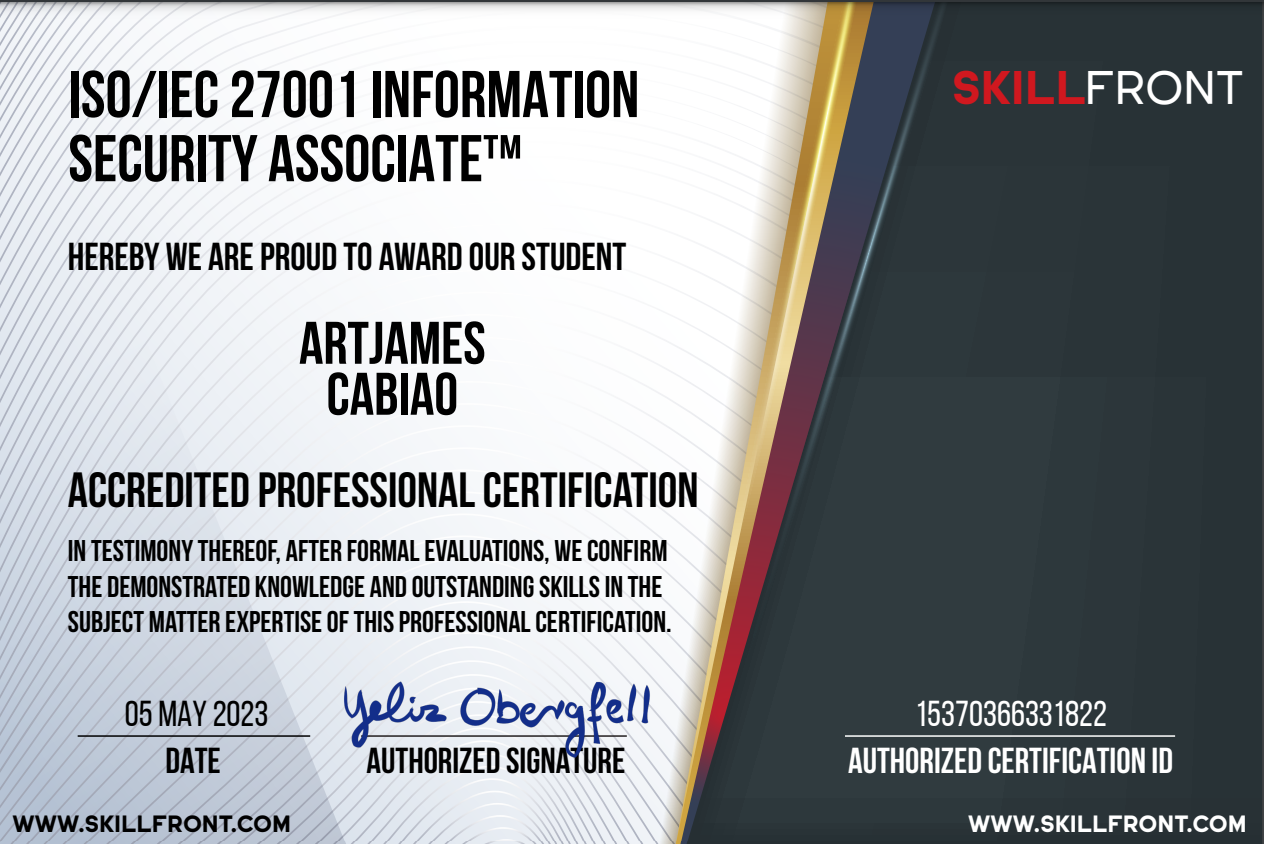 ISO/IEC 27001 INFORMATION
SECURITY ASSOCIATE™
SKILLFRONT
HEREBY WE ARE PROUD TO AWARD OUR STUDENT
ARTJAMES
CABIAO
ACCREDITED PROFESSIONAL CERTIFICATION
IN TESTIMONY THEREOF, AFTER FORMAL EVALUATIONS, WE CONFIRM
THE DEMONSTRATED KNOWLEDGE AND OUTSTANDING SKILLS IN THE
SUBJECT MATTER EXPERTISE OF THIS PROFESSIONAL CERTIFICATION.
05 MAY 2023
DATE
Yeliz Obergfell
AUTHORIZED SIGNATURE
15370366331822
AUTHORIZED CERTIFICATION ID
WWW.SKILLFRONT.COM
WWW.SKILLFRONT.COM